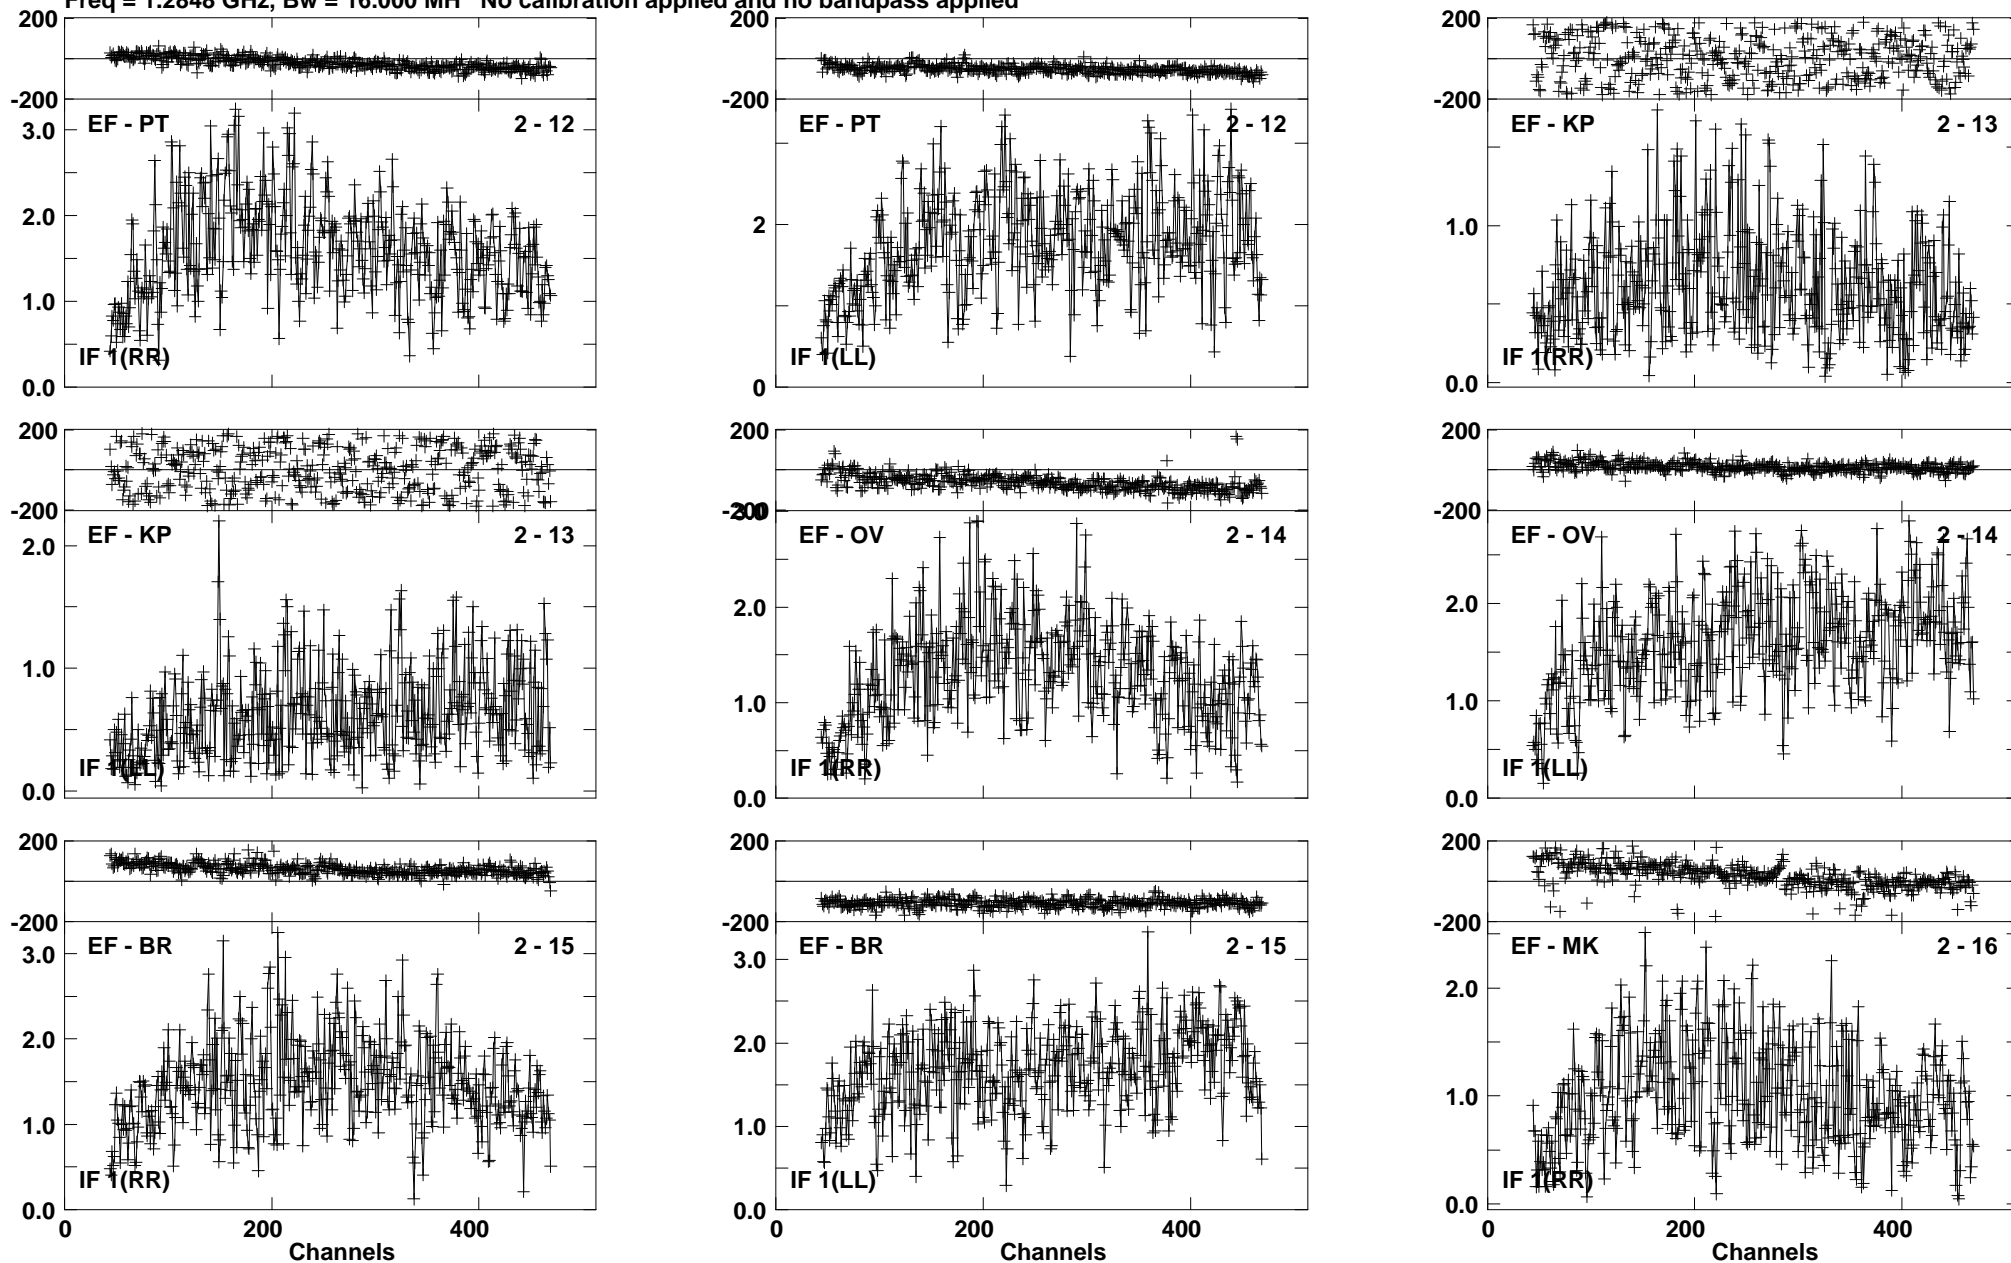 Freq = 1.2848 GHz, Bw = 16.000 MH No calibration applied and no bandpass applied
200 200 200
-200 -200 -200
EF - PT 2 - 12 EF - PT 2 - 12 EF - KP 2 - 13
3.0
2.0 2 1.0
1.0
IF 1(RR) IF 1(LL) IF 1(RR)
0.0 0 0.0
200 200 200
-200 -200 -200
3.0
EF - KP 2 - 13 EF - OV 2 - 14 EF - OV 2 - 14
2.0 2.0 2.0
1.0 1.0 1.0
IF 1(LL) IF 1(RR) IF 1(LL)
0.0 0.0 0.0
200 200 200
-200 -200 -200
EF - BR 2 - 15 EF - BR 2 - 15 EF - MK 2 - 16
3.0 3.0
2.0 2.0 2.0
1.0 1.0 1.0
IF 1(RR) IF 1(LL) IF 1(RR)
0.0 0.0 0.0
0 200 400 0 200 400
Channels Channels